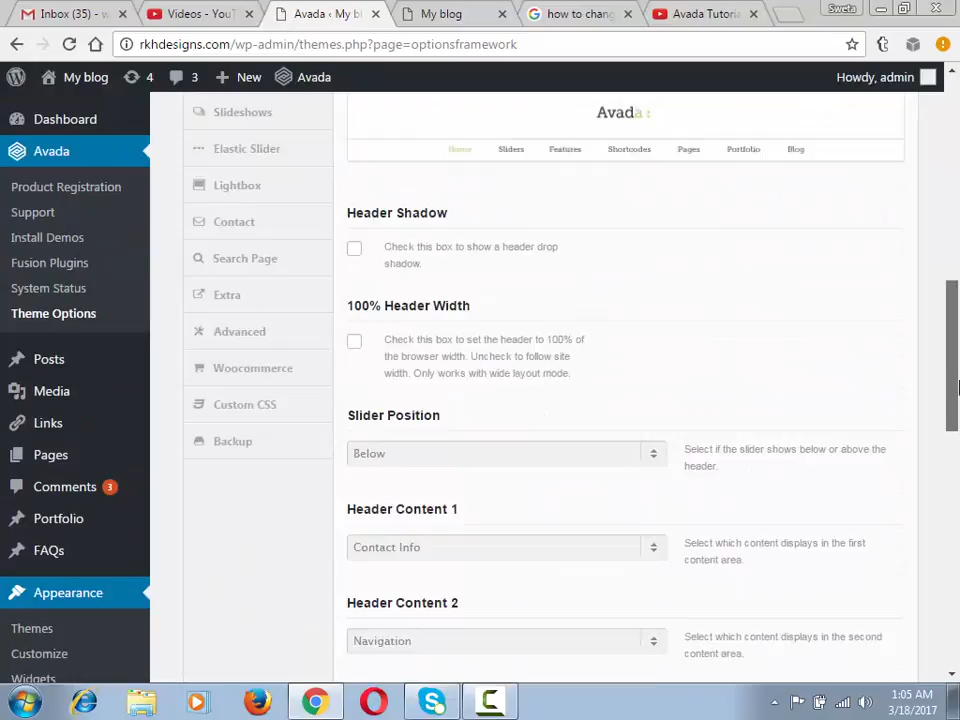 Inbox (35) - w
Videos - YouT
Avada ‹ My bl
My blog
how to chang
Avada Tutoria
Sweta
rkhdesigns.com/wp-admin/themes.php?page=optionsframework
My blog
4
3
New
Avada
Howdy, admin
Dashboard
Avada
Product Registration
Support
Install Demos
Fusion Plugins
System Status
Theme Options
Posts
Media
Links
Pages
Comments 3
Portfolio
FAQs
Appearance
Themes
Customize
Widgets
Slideshows
Elastic Slider
Lightbox
Contact
Search Page
Extra
Advanced
Woocommerce
Custom CSS
Backup
Avada :
Home Sliders Features Shortcodes Pages Portfolio Blog
Header Shadow
Check this box to show a header drop
shadow.
100% Header Width
Check this box to set the header to 100% of
the browser width. Uncheck to follow site
width. Only works with wide layout mode.
Slider Position
Below
Select if the slider shows below or above the
header.
Header Content 1
Contact Info
Select which content displays in the first
content area.
Header Content 2
Navigation
Select which content displays in the second
content area.
1:05 AM
3/18/2017